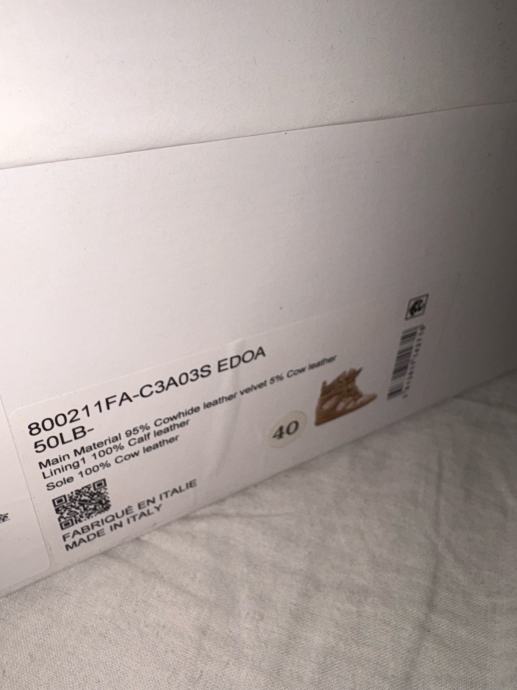 800211FA-C3A03S EDOA
50LB-
Main Material 95% Cowhide leather velvet 5% Cow leather
Lining1 100% Calf leather
Sole 100% Cow leather
40
FABRIQUÉ EN ITALIE
MADE IN ITALY